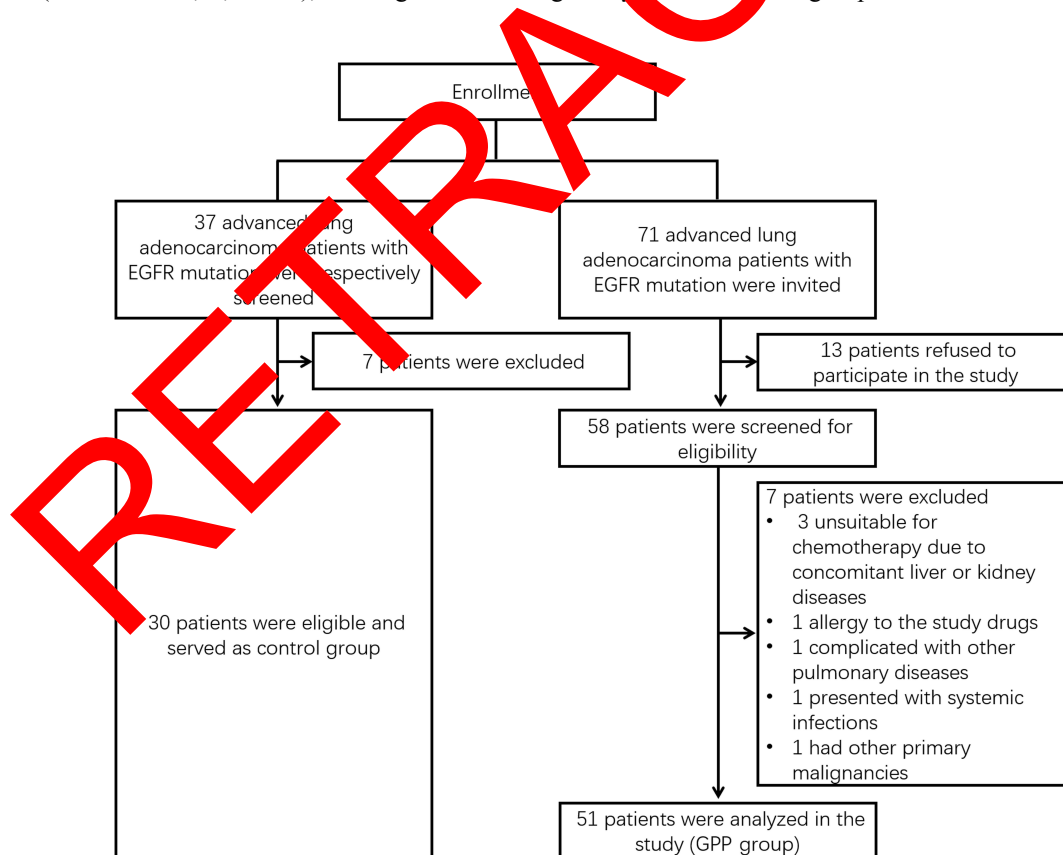 Enrollme
37 advanced lung
adenocarcinoma patients with
EGFR mutation were respectively
screened
71 advanced lung
adenocarcinoma patients with
EGFR mutation were invited
7 patients were excluded
13 patients refused to
participate in the study
58 patients were screened for
eligibility
7 patients were excluded
• 3 unsuitable for
chemotherapy due to
concomitant liver or kidney
diseases
• 1 allergy to the study drugs
• 1 complicated with other
pulmonary diseases
• 1 presented with systemic
infections
• 1 had other primary
malignancies
30 patients were eligible and
served as control group
51 patients were analyzed in the
study (GPP group)
RETRAC